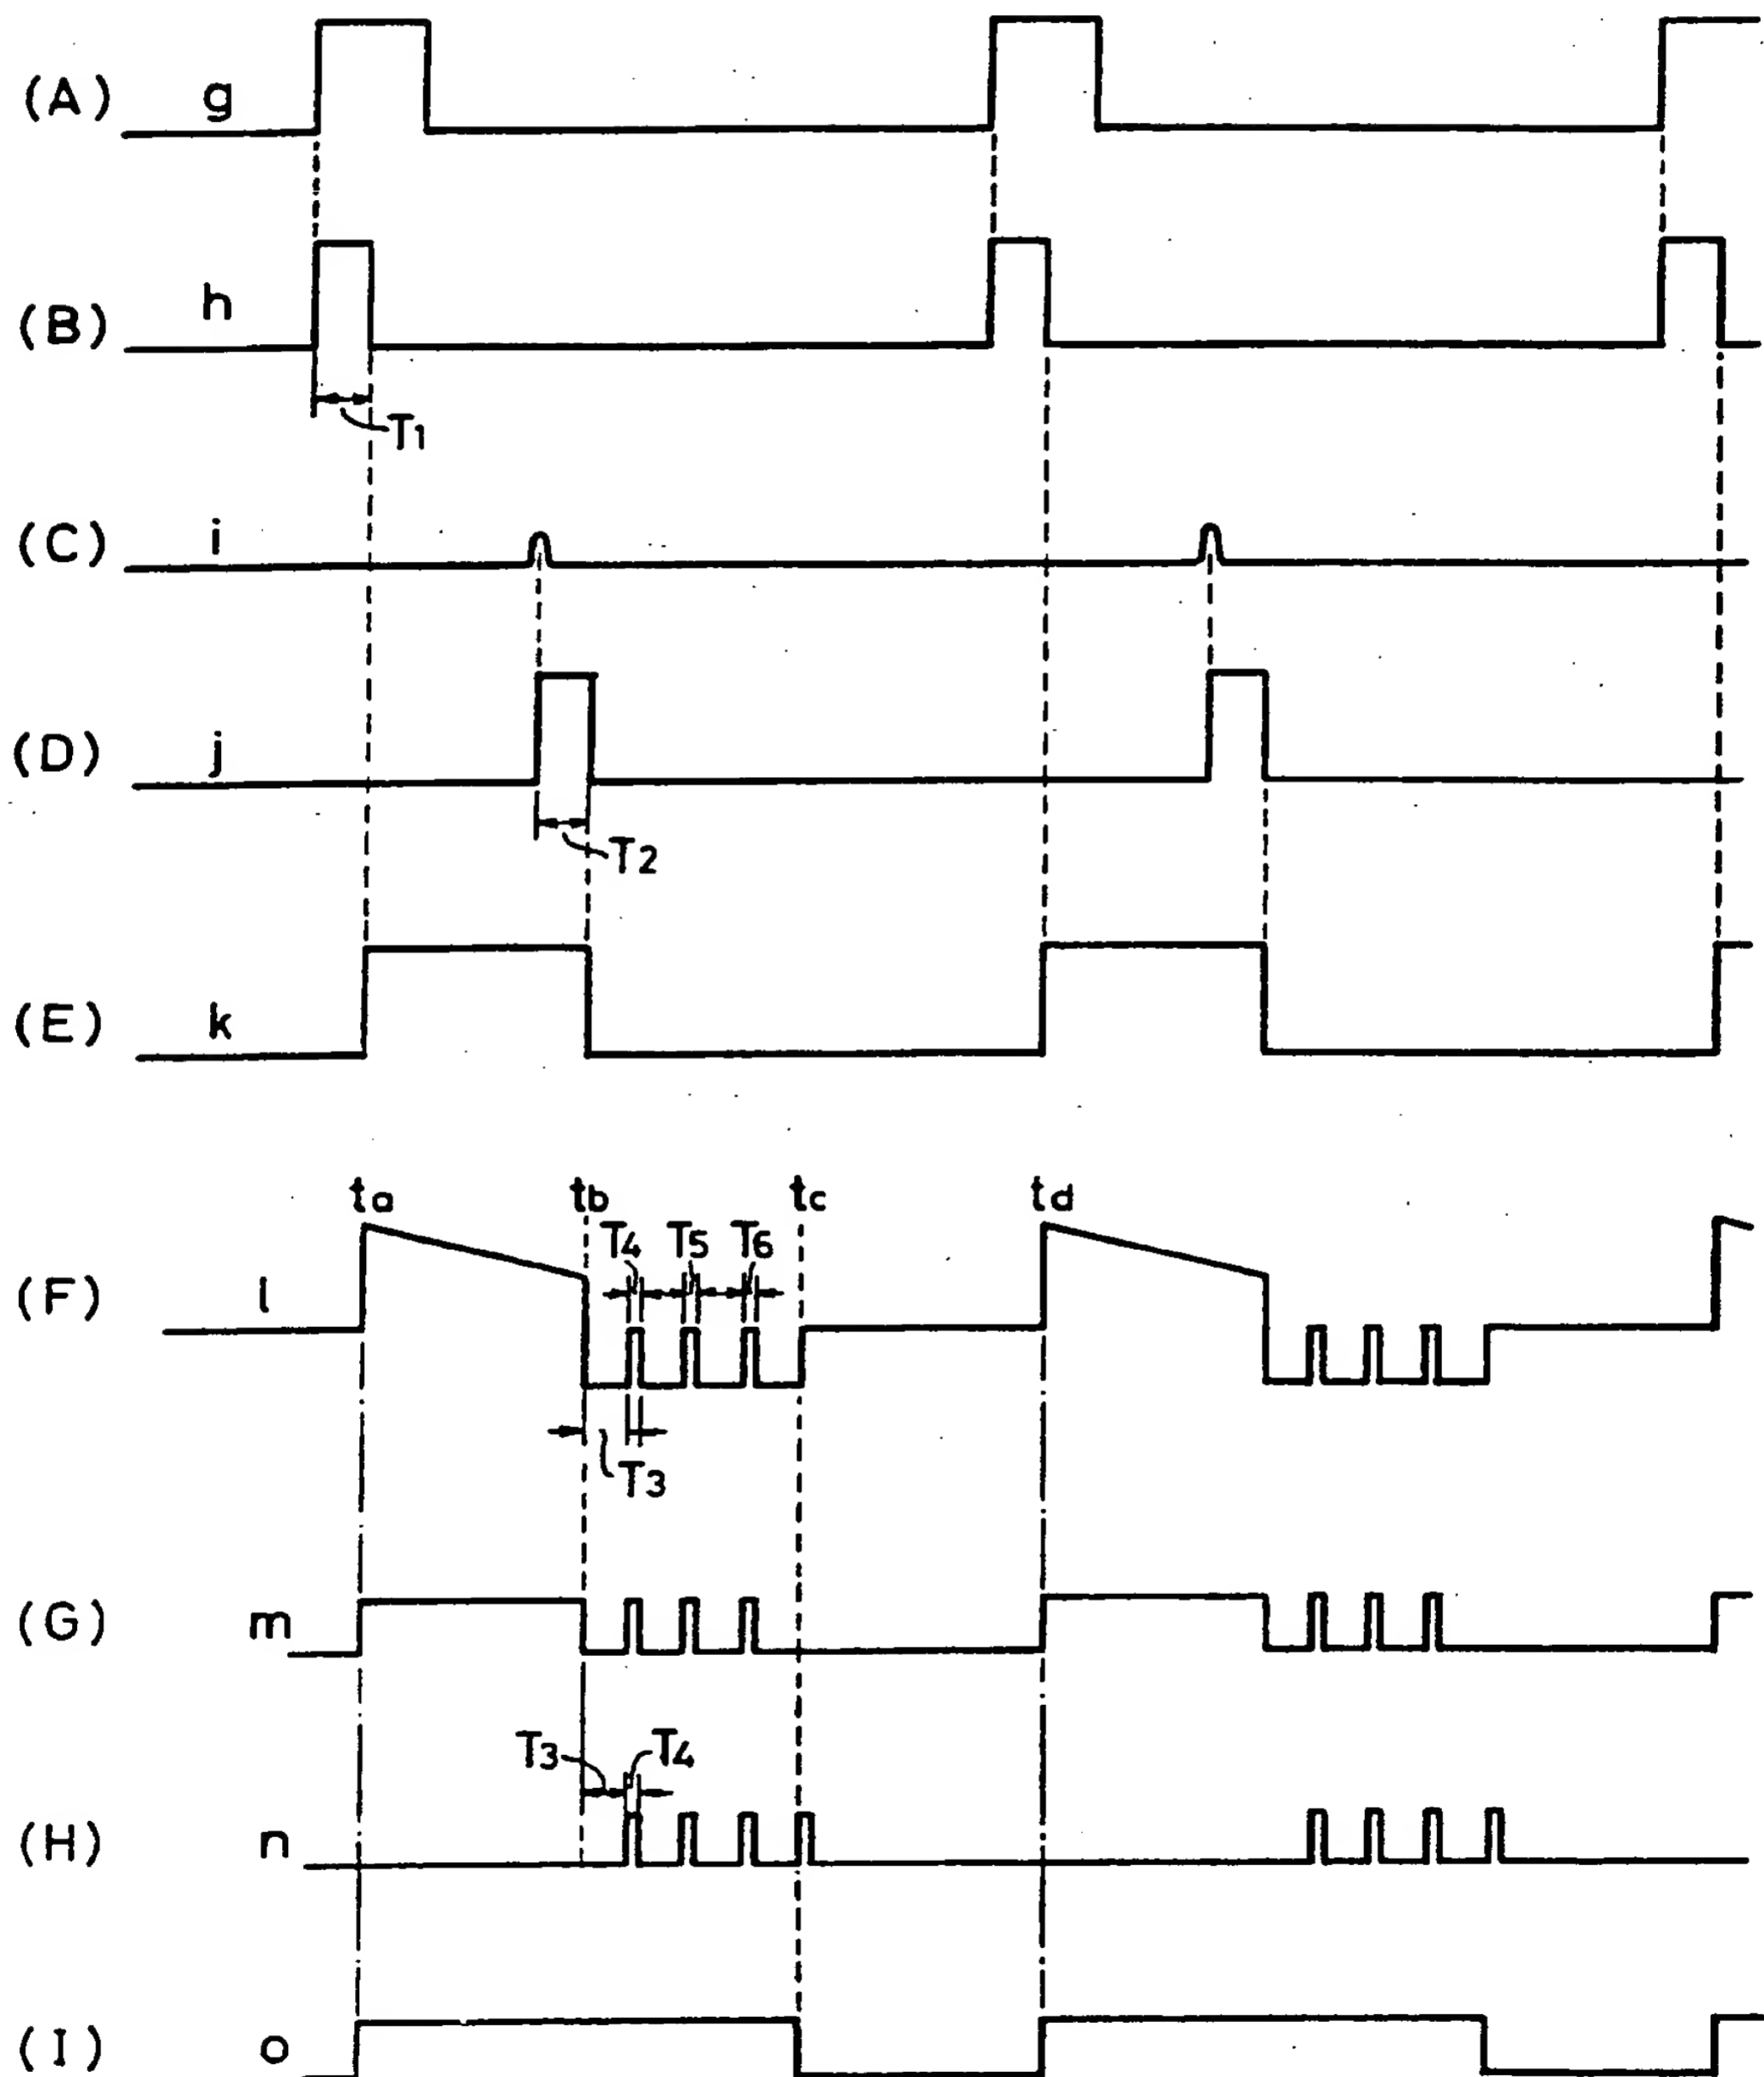 (A) g
(B) h
T1
(C) i
(D) j
T2
(E) k
ta tb tc td
T4 T5 T6
(F) l
T3
(G) m
T3 T4
(H) n
(I) o